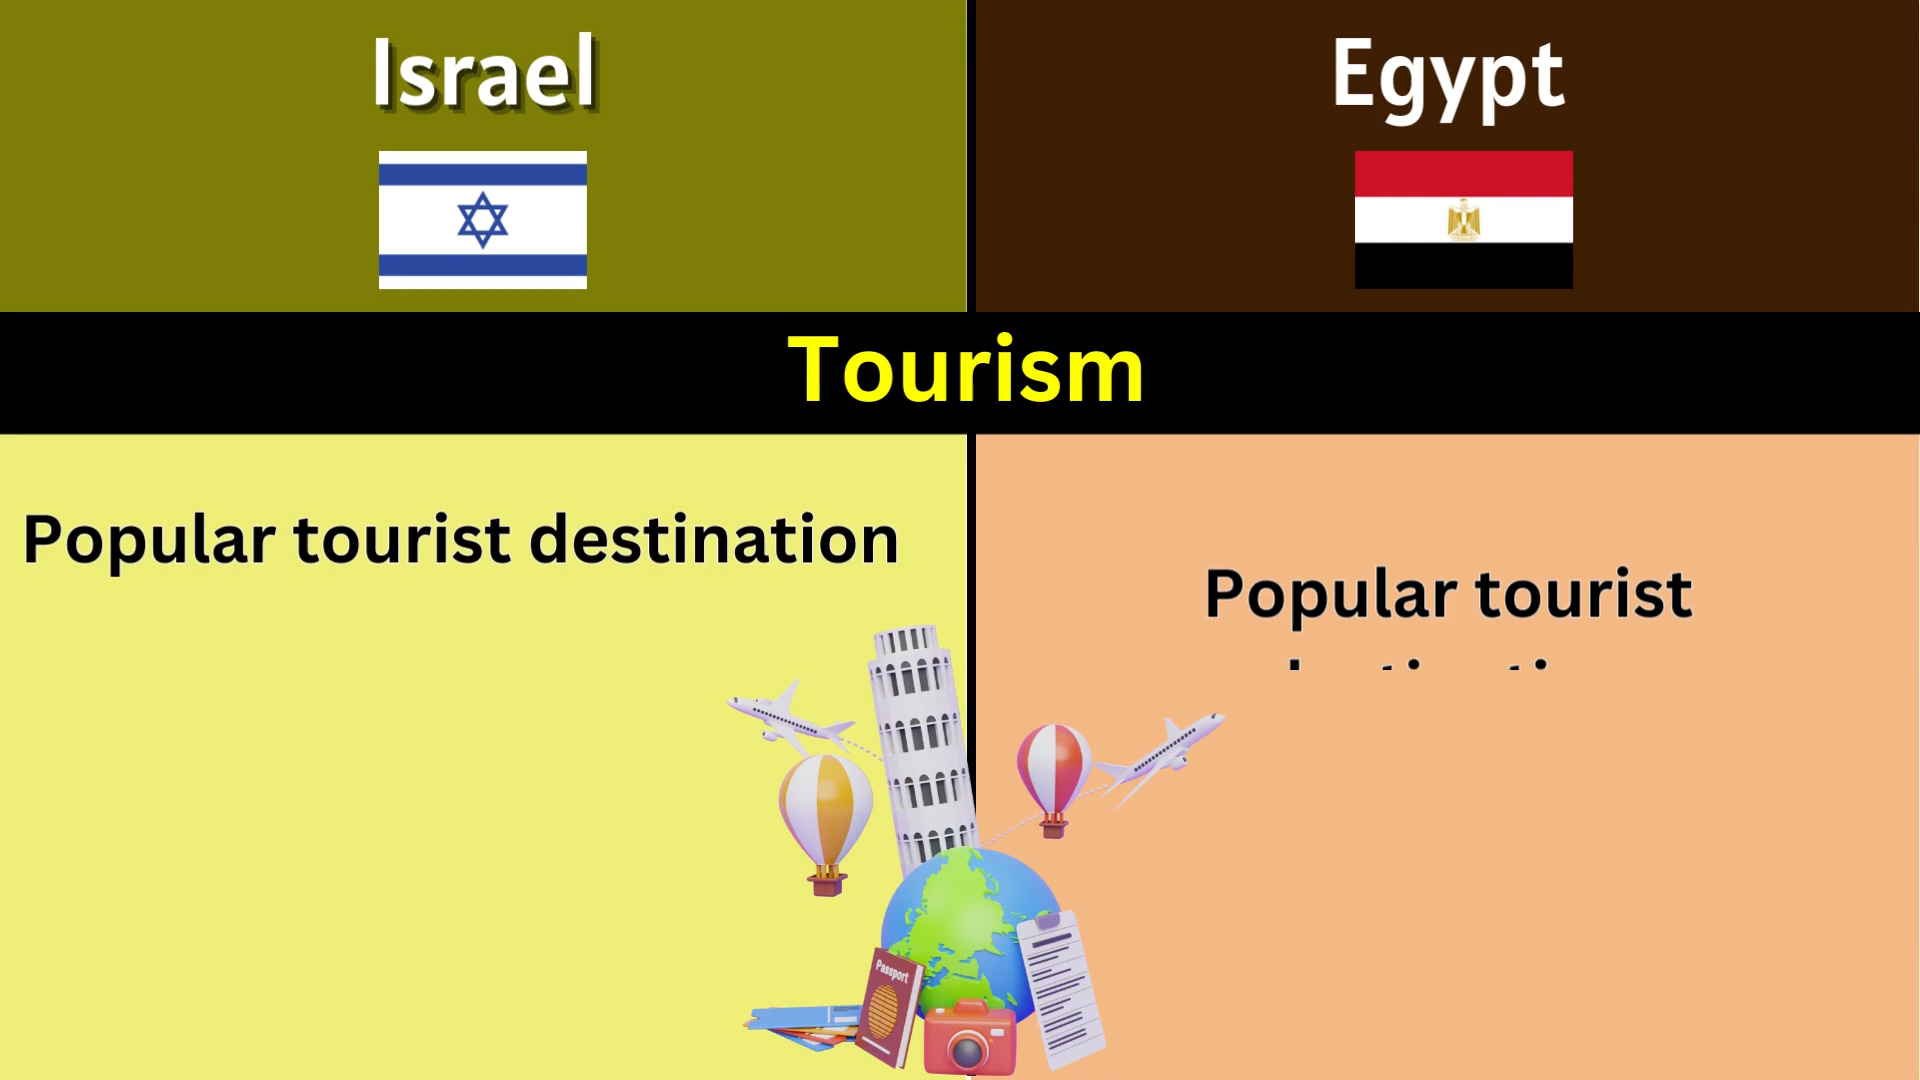 Israel
Egypt
Tourism
Popular tourist destination
Popular tourist
Passport